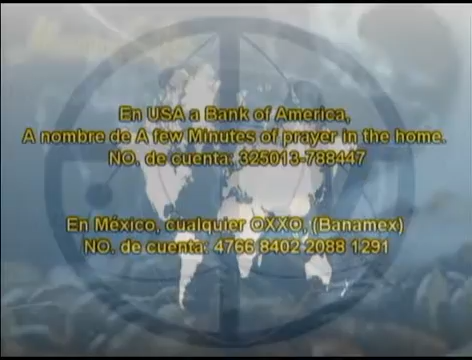 En USA a Bank of America,
A nombre de A few Minutes of prayer in the home.
NO. de cuenta: 325013-788447
En México, cualquier OXXO, (Banamex)
NO. de cuenta: 4766 8402 2088 1291